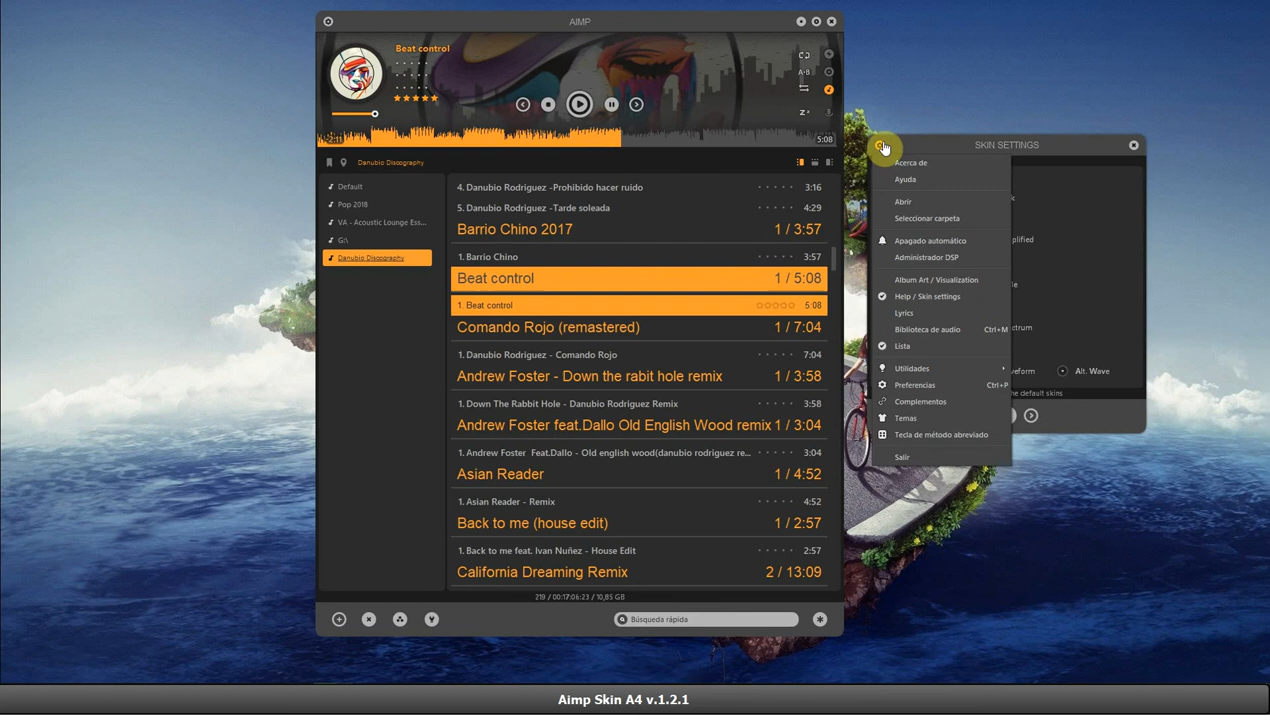 AIMP
Beat control
A-B
Z
5:08
Danubio Discography
Default
Pop 2018
VA - Acoustic Lounge Ess...
G:\
Danubio Discography
4. Danubio Rodriguez -Prohibido hacer ruido 3:16
5. Danubio Rodriguez -Tarde soleada 4:29
Barrio Chino 2017 1 / 3:57
1. Barrio Chino 3:57
Beat control 1 / 5:08
1. Beat control 5:08
Comando Rojo (remastered) 1 / 7:04
1. Danubio Rodriguez - Comando Rojo 7:04
Andrew Foster - Down the rabit hole remix 1 / 3:58
1. Down The Rabbit Hole - Danubio Rodriguez Remix 3:58
Andrew Foster feat.Dallo Old English Wood remix 1 / 3:04
1. Andrew Foster Feat.Dallo - Old english wood(danubio rodriguez re... 3:04
Asian Reader 1 / 4:52
1. Asian Reader - Remix 4:52
Back to me (house edit) 1 / 2:57
1. Back to me feat. Ivan Nuñez - House Edit 2:57
California Dreaming Remix 2 / 13:09
219 / 00:17:06:23 / 10,85 GB
Búsqueda rápida
SKIN SETTINGS
Acerca de
Ayuda
Abrir
Seleccionar carpeta
Apagado automático
Administrador DSP
Album Art / Visualization
Help / Skin settings
Lyrics
Biblioteca de audio Ctrl+M
Lista
Utilidades
Preferencias Ctrl+P
Complementos
Temas
Tecla de método abreviado
Salir
Alt. Wave
the default skins
Aimp Skin A4 v.1.2.1